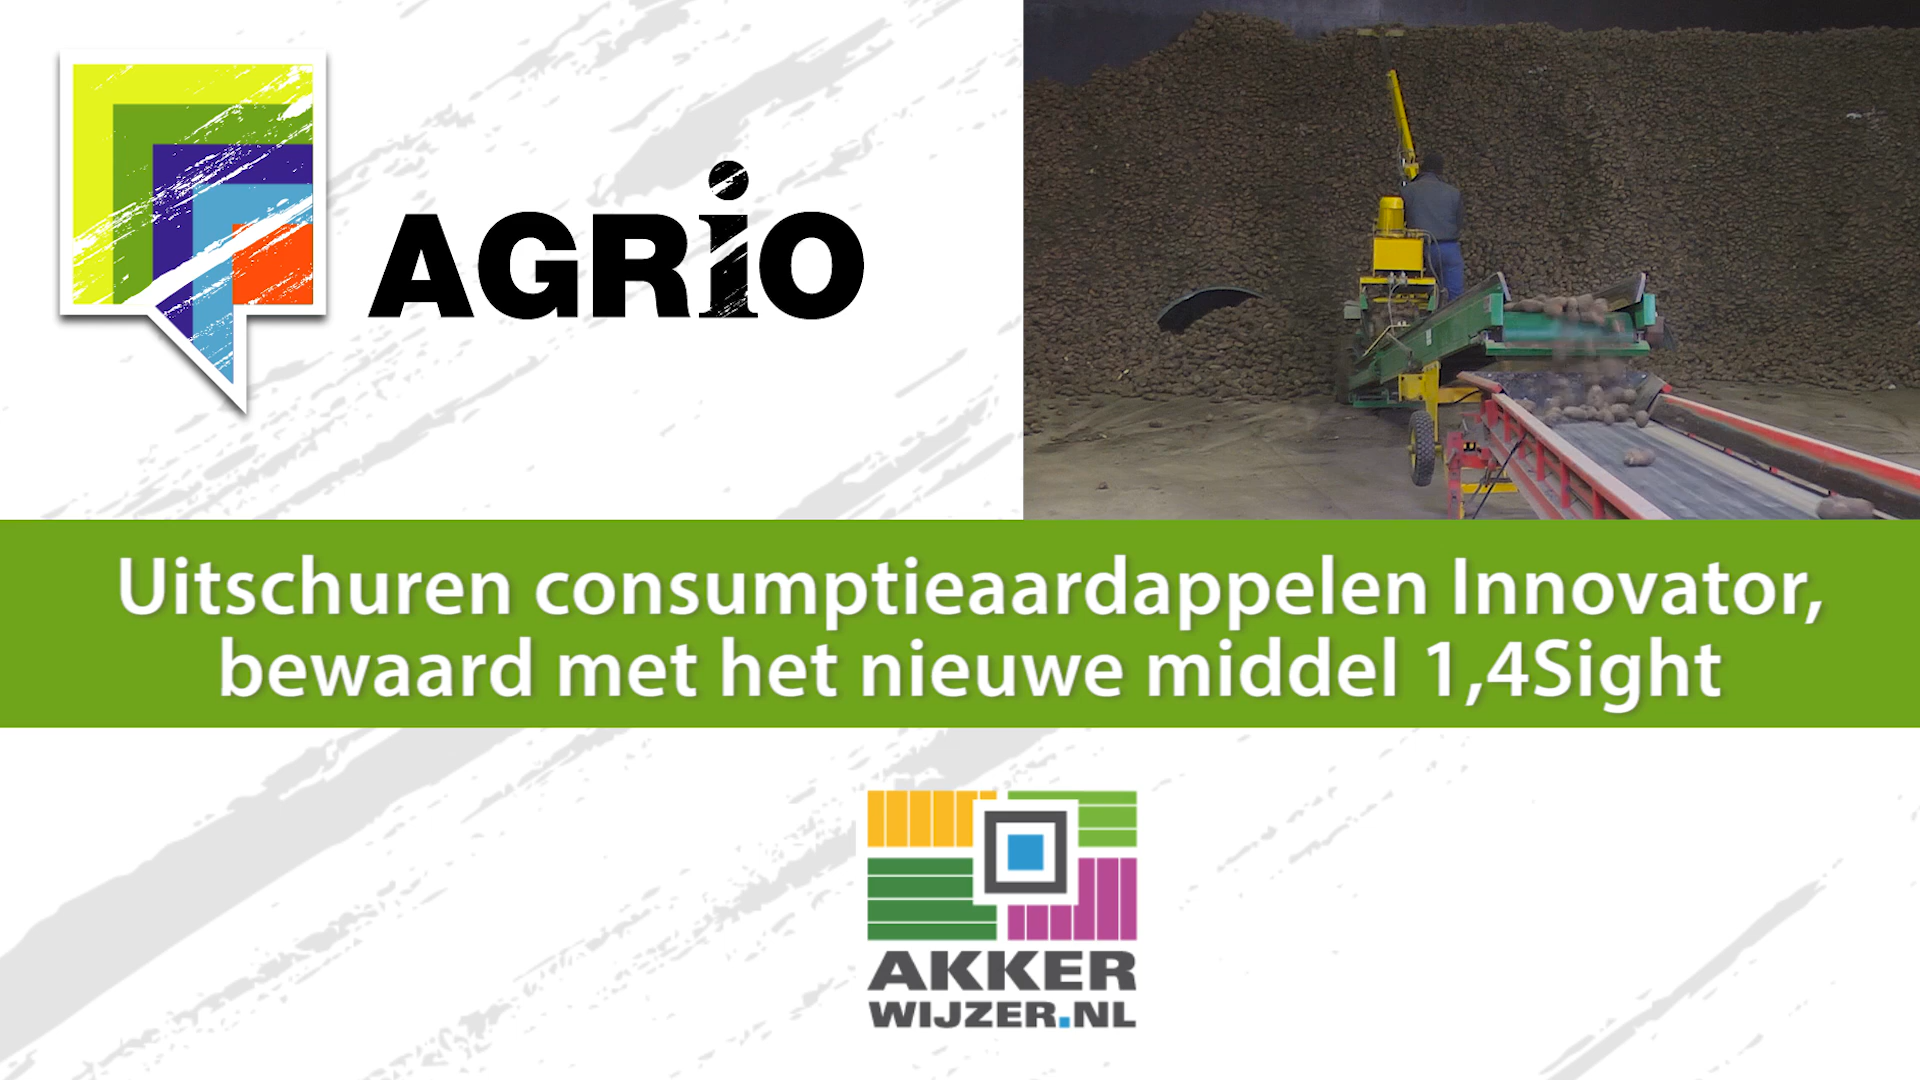 AGRiO
Uitschuren consumptieaardappelen Innovator,
bewaard met het nieuwe middel 1,4Sight
AKKER
WIJZER.NL